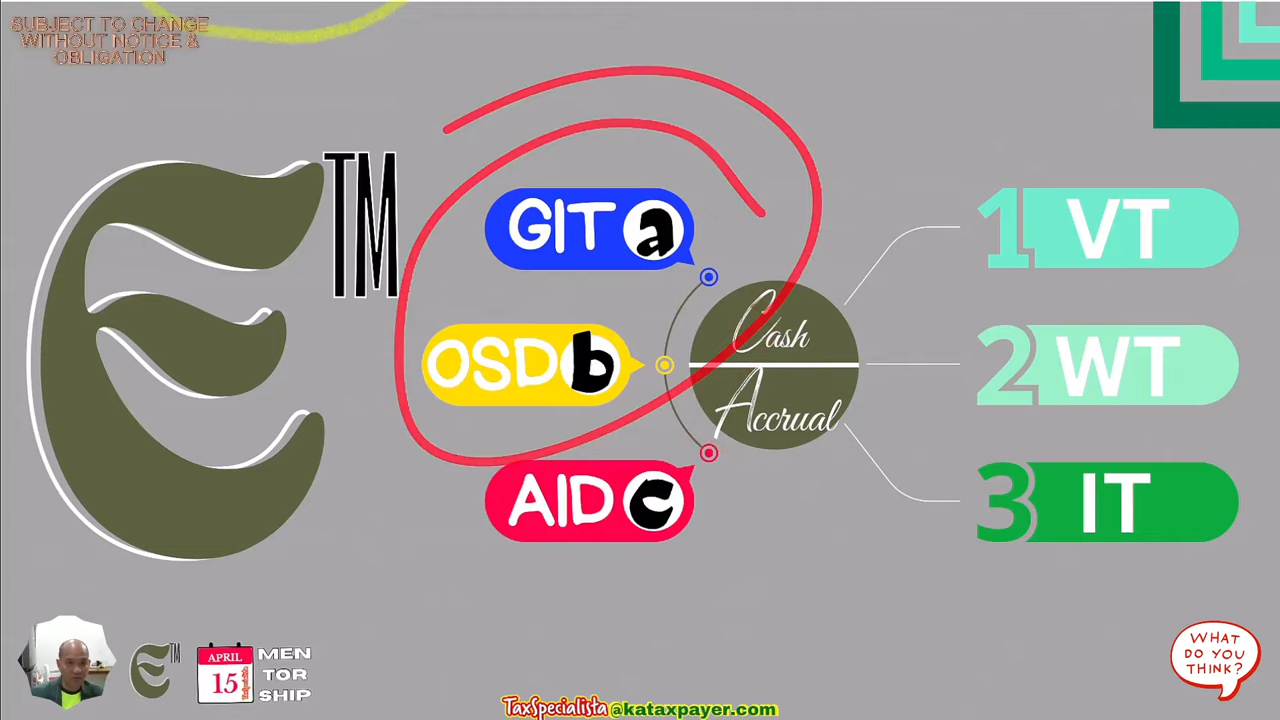 SUBJECT TO CHANGE
WITHOUT NOTICE &
OBLIGATION
E TM
GIT a
OSD b
AID c
Cash
Accrual
1 VT
2 WT
3 IT
E TM
APRIL
15
MEN
TOR
SHIP
TaxSpecialista @kataxpayer.com
WHAT
DO YOU
THINK?